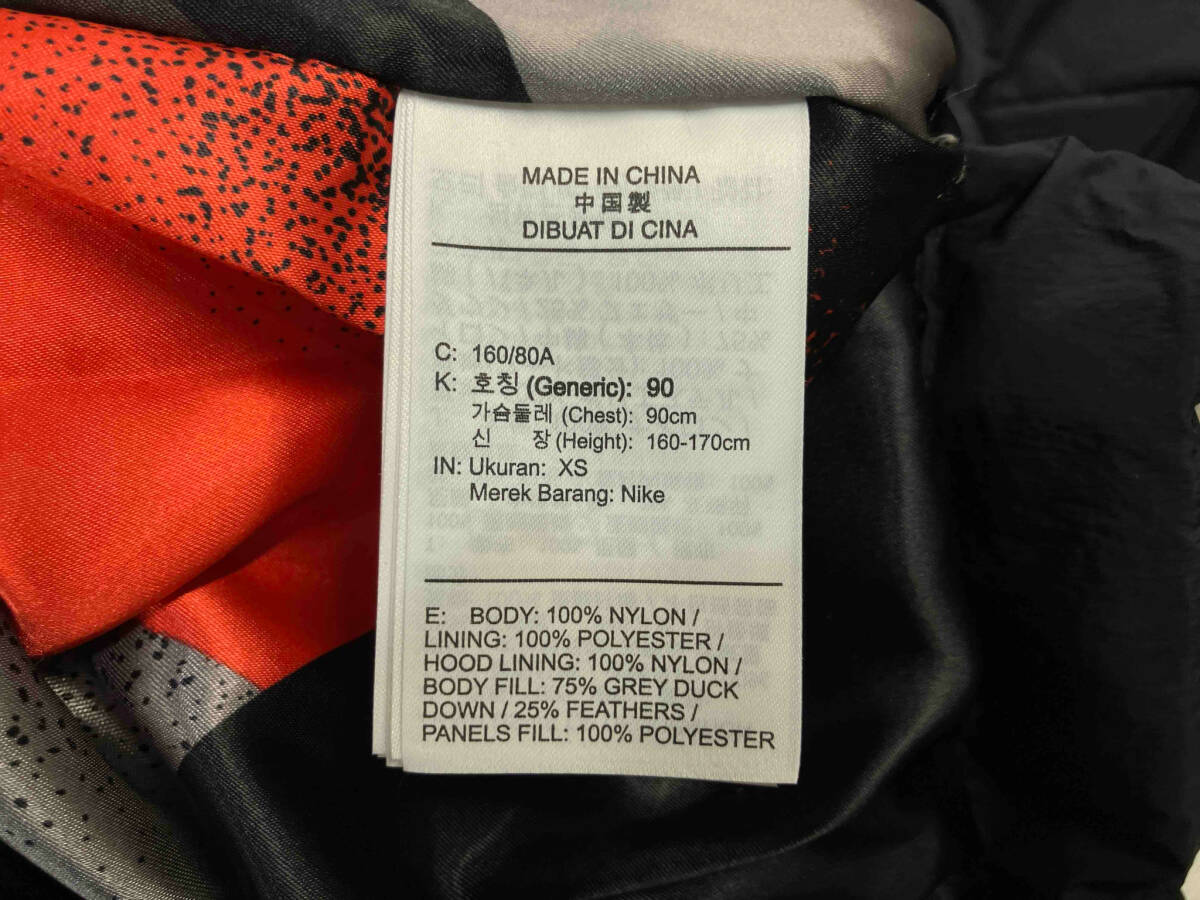 MADE IN CHINA
中国製
DIBUAT DI CINA
C: 160/80A
K: 호칭 (Generic): 90
가슴둘레 (Chest): 90cm
신 장 (Height): 160-170cm
IN: Ukuran: XS
Merek Barang: Nike
E: BODY: 100% NYLON /
LINING: 100% POLYESTER /
HOOD LINING: 100% NYLON /
BODY FILL: 75% GREY DUCK
DOWN / 25% FEATHERS /
PANELS FILL: 100% POLYESTER